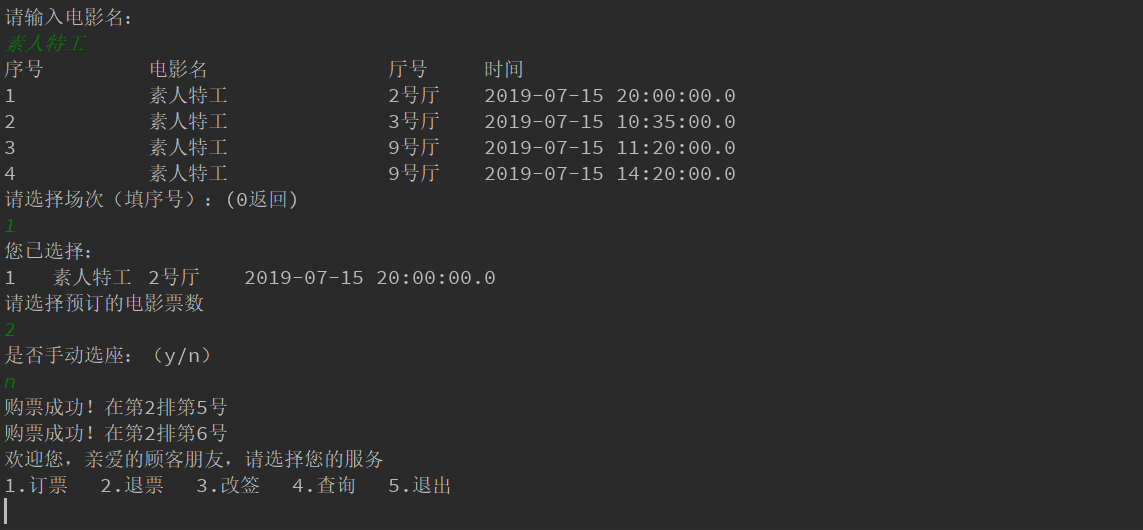 请输入电影名：
素人特工
序号 电影名 厅号 时间
1 素人特工 2号厅 2019-07-15 20:00:00.0
2 素人特工 3号厅 2019-07-15 10:35:00.0
3 素人特工 9号厅 2019-07-15 11:20:00.0
4 素人特工 9号厅 2019-07-15 14:20:00.0
请选择场次（填序号）：(0返回)
1
您已选择：
1 素人特工 2号厅 2019-07-15 20:00:00.0
请选择预订的电影票数
2
是否手动选座：（y/n）
n
购票成功！在第2排第5号
购票成功！在第2排第6号
欢迎您，亲爱的顾客朋友，请选择您的服务
1.订票 2.退票 3.改签 4.查询 5.退出